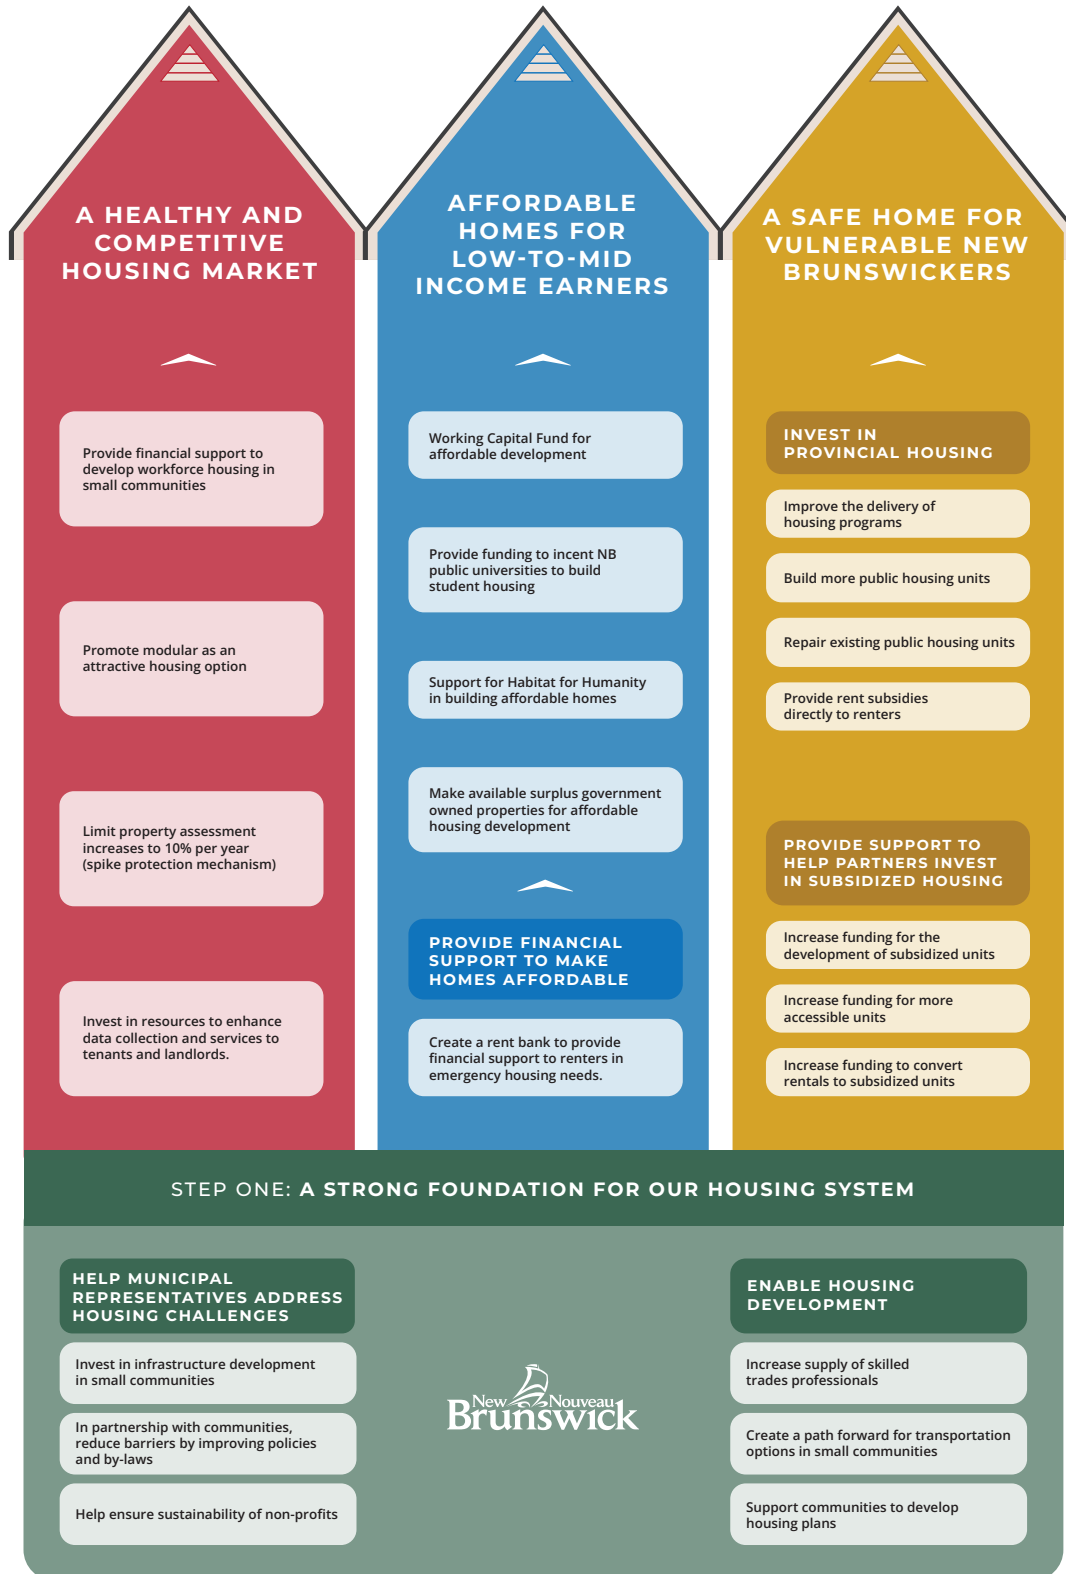 A HEALTHY AND
COMPETITIVE
HOUSING MARKET
Provide financial support to
develop workforce housing in
small communities
Promote modular as an
attractive housing option
Limit property assessment
increases to 10% per year
(spike protection mechanism)
Invest in resources to enhance
data collection and services to
tenants and landlords.
AFFORDABLE
HOMES FOR
LOW-TO-MID
INCOME EARNERS
Working Capital Fund for
affordable development
Provide funding to incent NB
public universities to build
student housing
Support for Habitat for Humanity
in building affordable homes
Make available surplus government
owned properties for affordable
housing development
PROVIDE FINANCIAL
SUPPORT TO MAKE
HOMES AFFORDABLE
Create a rent bank to provide
financial support to renters in
emergency housing needs.
A SAFE HOME FOR
VULNERABLE NEW
BRUNSWICKERS
INVEST IN
PROVINCIAL HOUSING
Improve the delivery of
housing programs
Build more public housing units
Repair existing public housing units
Provide rent subsidies
directly to renters
PROVIDE SUPPORT TO
HELP PARTNERS INVEST
IN SUBSIDIZED HOUSING
Increase funding for the
development of subsidized units
Increase funding for more
accessible units
Increase funding to convert
rentals to subsidized units
STEP ONE: A STRONG FOUNDATION FOR OUR HOUSING SYSTEM
HELP MUNICIPAL
REPRESENTATIVES ADDRESS
HOUSING CHALLENGES
Invest in infrastructure development
in small communities
In partnership with communities,
reduce barriers by improving policies
and by-laws
Help ensure sustainability of non-profits
New Nouveau
Brunswick
ENABLE HOUSING
DEVELOPMENT
Increase supply of skilled
trades professionals
Create a path forward for transportation
options in small communities
Support communities to develop
housing plans